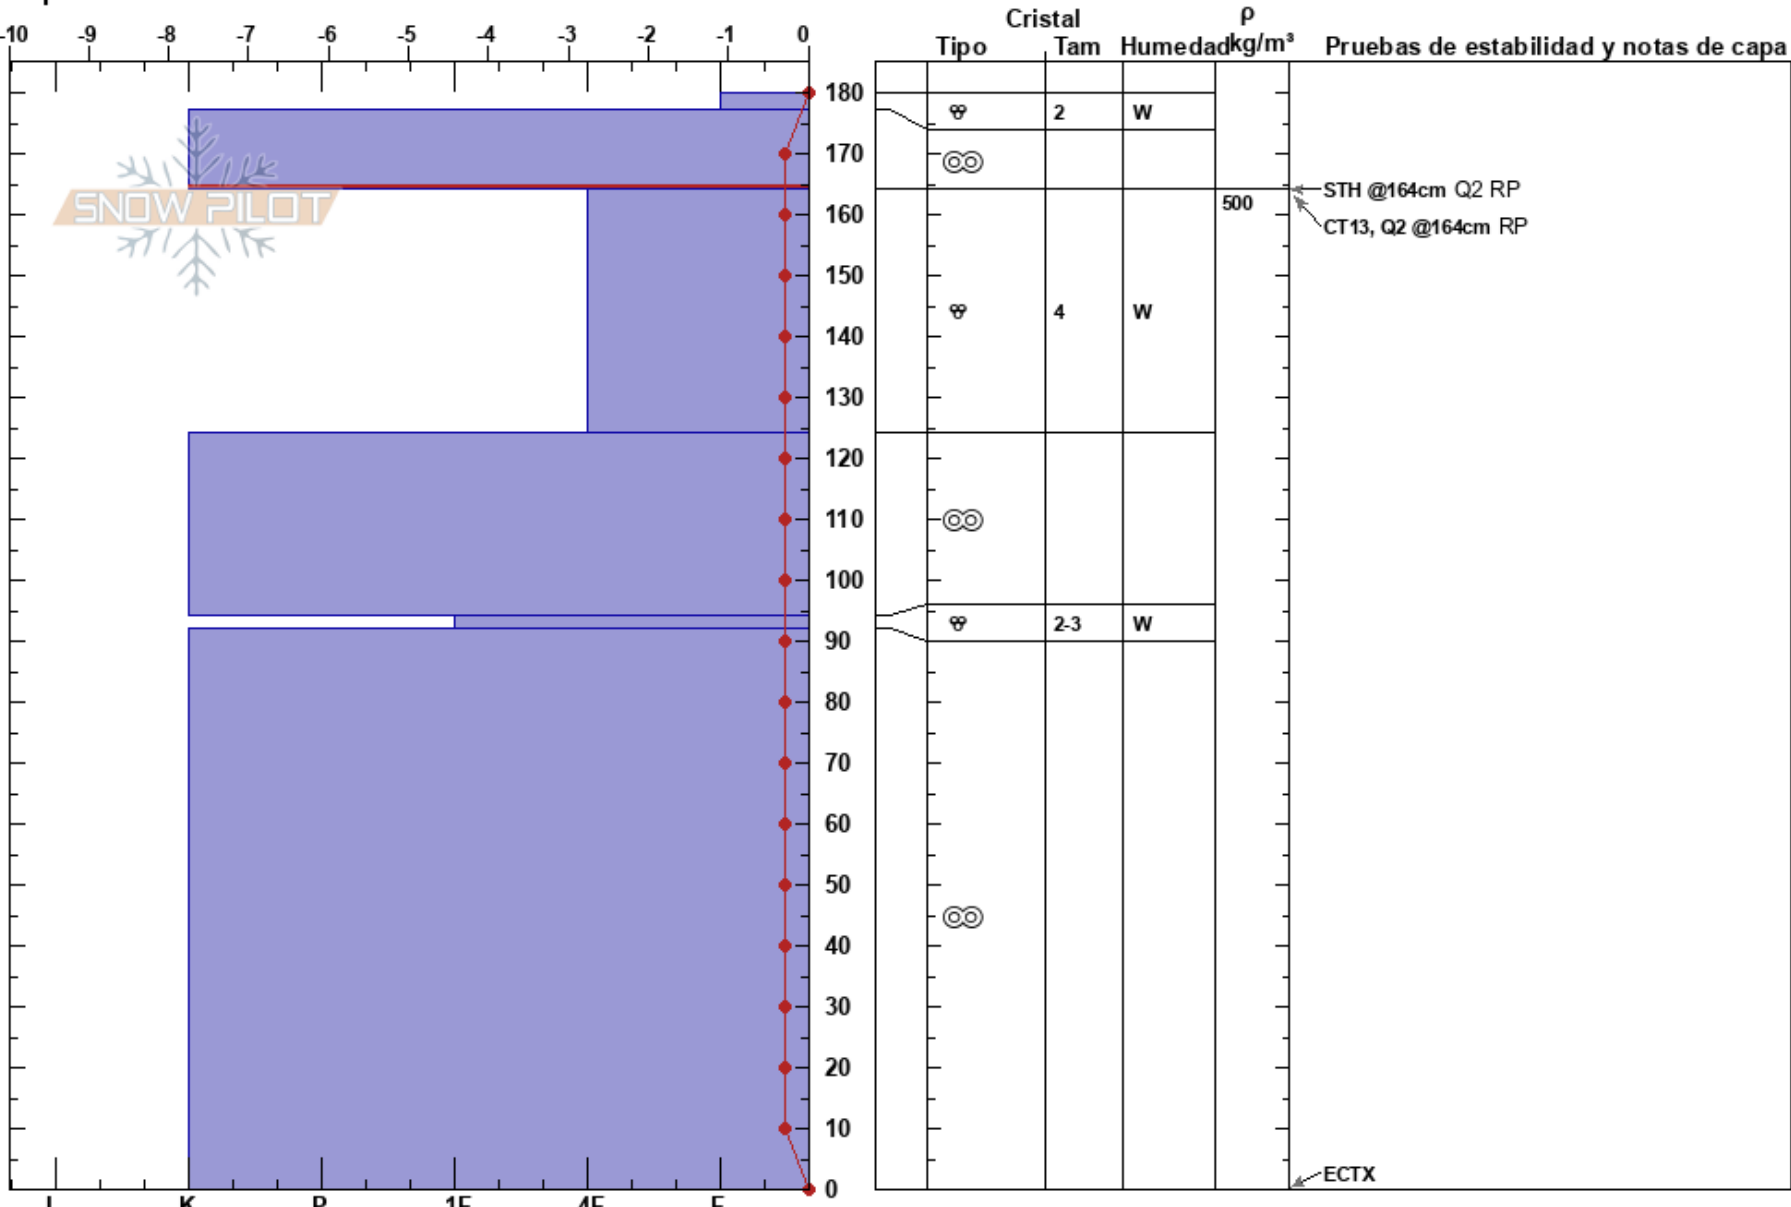 Cristal ρ
-10 -9 -8 -7 -6 -5 -4 -3 -2 -1 0 Tipo Tam Humedad kg/m³ Pruebas de estabilidad y notas de capa
180
2 W
170
STH @164cm Q2 RP
SNOW PILOT
500
160
CT13, Q2 @164cm RP
150
4 W
140
130
120
110
100
2-3 W
90
80
70
60
50
40
30
20
10
ECTX
0
I K P 1F 4F F